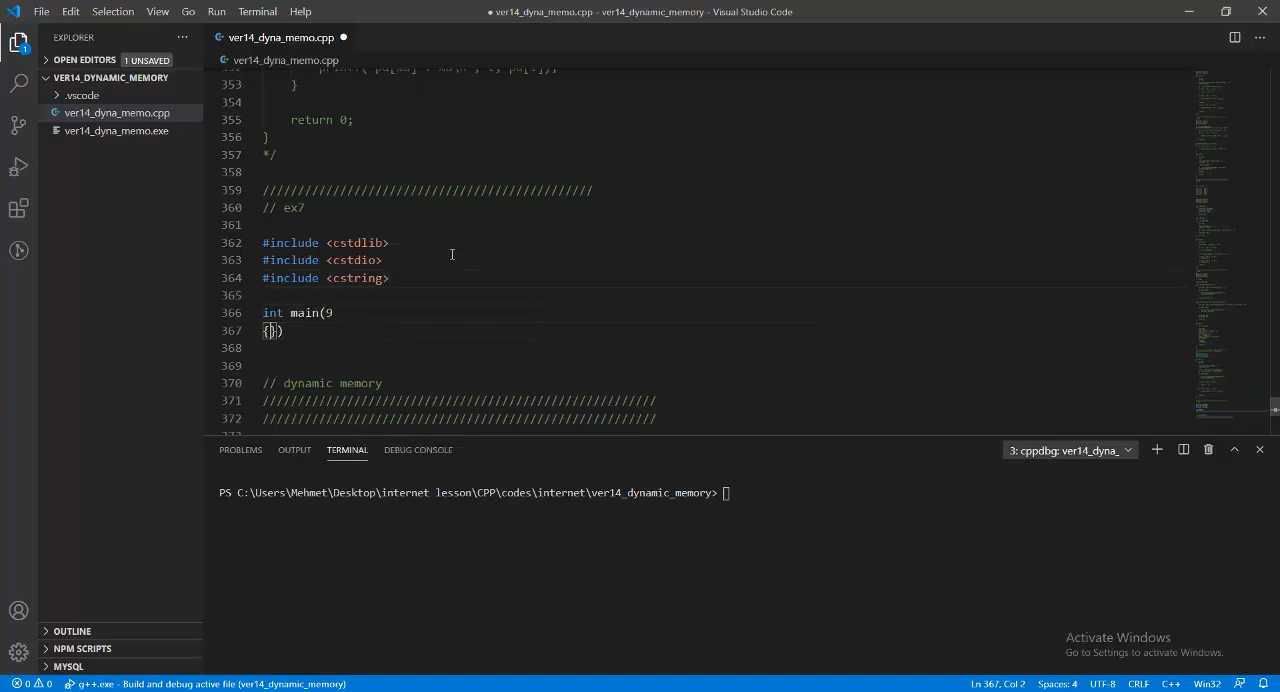 File Edit Selection View Go Run Terminal Help
● ver14_dyna_memo.cpp - ver14_dynamic_memory - Visual Studio Code
EXPLORER
OPEN EDITORS 1 UNSAVED
VER14_DYNAMIC_MEMORY
.vscode
ver14_dyna_memo.cpp
ver14_dyna_memo.exe
OUTLINE
NPM SCRIPTS
MYSQL
1
ver14_dyna_memo.cpp ●
ver14_dyna_memo.cpp
353 }
354
355 return 0;
356 }
357 */
358
359 ///////////////////////////////////////////////
360 // ex7
361
362 #include <cstdlib>
363 #include <cstdio>
364 #include <cstring>
365
366 int main(9
367 {})
368
369
370 // dynamic memory
371 ////////////////////////////////////////////////////////
372 ////////////////////////////////////////////////////////
PROBLEMS OUTPUT TERMINAL DEBUG CONSOLE
3: cppdbg: ver14_dyna_
PS C:\Users\Mehmet\Desktop\internet lesson\CPP\codes\internet\ver14_dynamic_memory>
Activate Windows
Go to Settings to activate Windows.
0 0 g++.exe - Build and debug active file (ver14_dynamic_memory)
Ln 367, Col 2 Spaces: 4 UTF-8 CRLF C++ Win32